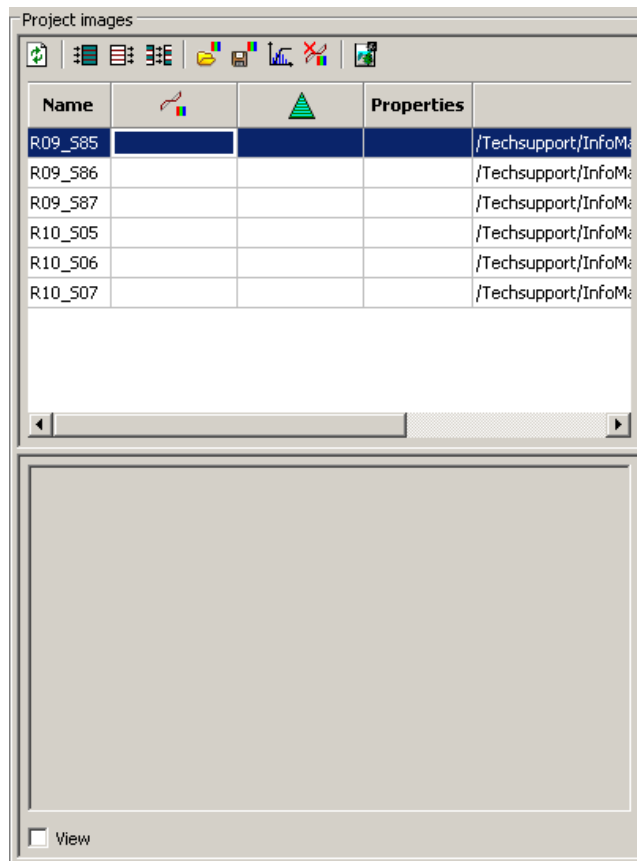 Project images
Name Properties
R09_S85 /Techsupport/InfoMa
R09_S86 /Techsupport/InfoMa
R09_S87 /Techsupport/InfoMa
R10_S05 /Techsupport/InfoMa
R10_S06 /Techsupport/InfoMa
R10_S07 /Techsupport/InfoMa
View